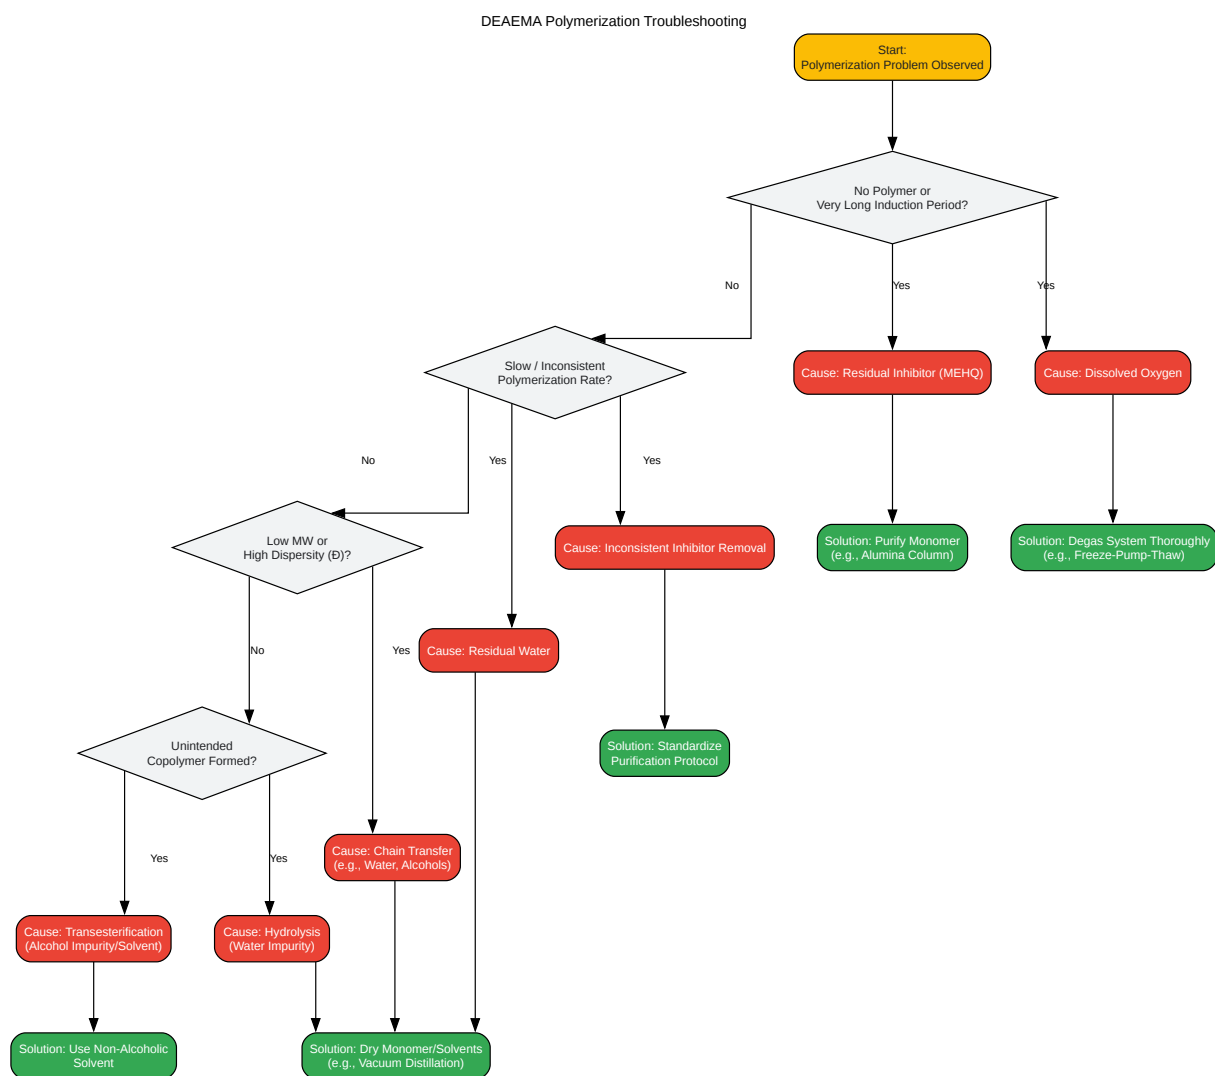 DEAEMA Polymerization Troubleshooting
Start:
Polymerization Problem Observed
No Polymer or
Very Long Induction Period?
No
Yes
Yes
Slow / Inconsistent
Polymerization Rate?
Cause: Residual Inhibitor (MEHQ)
Cause: Dissolved Oxygen
No
Yes
Yes
Low MW or
High Dispersity (Đ)?
Cause: Inconsistent Inhibitor Removal
Solution: Purify Monomer
(e.g., Alumina Column)
Solution: Degas System Thoroughly
(e.g., Freeze-Pump-Thaw)
No
Yes
Cause: Residual Water
Unintended
Copolymer Formed?
Solution: Standardize
Purification Protocol
Yes
Yes
Cause: Chain Transfer
(e.g., Water, Alcohols)
Cause: Transesterification
(Alcohol Impurity/Solvent)
Cause: Hydrolysis
(Water Impurity)
Solution: Use Non-Alcoholic
Solvent
Solution: Dry Monomer/Solvents
(e.g., Vacuum Distillation)